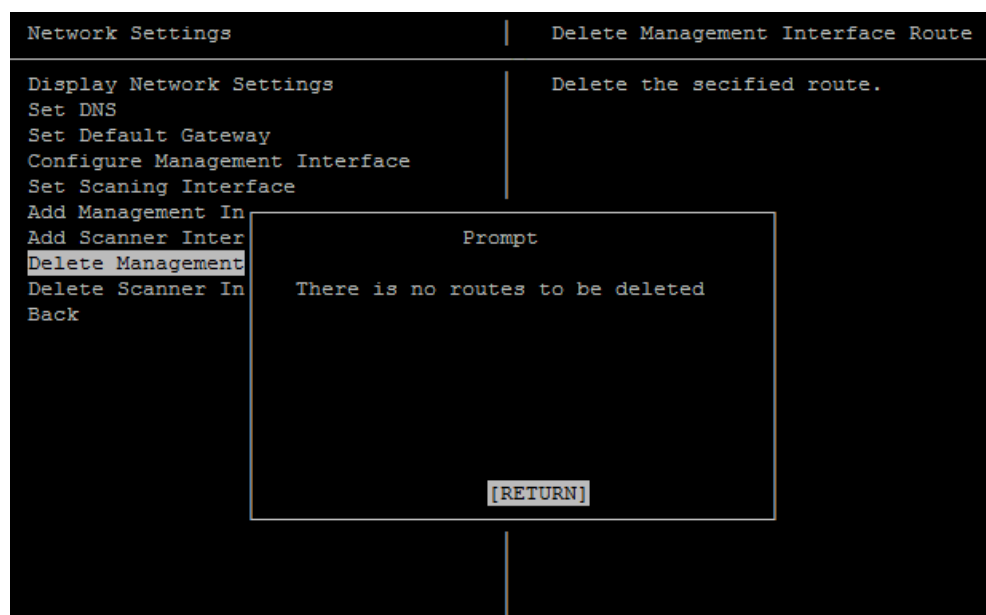 Network Settings
Delete Management Interface Route
Display Network Settings
Set DNS
Set Default Gateway
Configure Management Interface
Set Scaning Interface
Add Management In
Add Scanner Inter
Delete Management
Delete Scanner In
Back
Delete the secified route.
Prompt
There is no routes to be deleted
[RETURN]